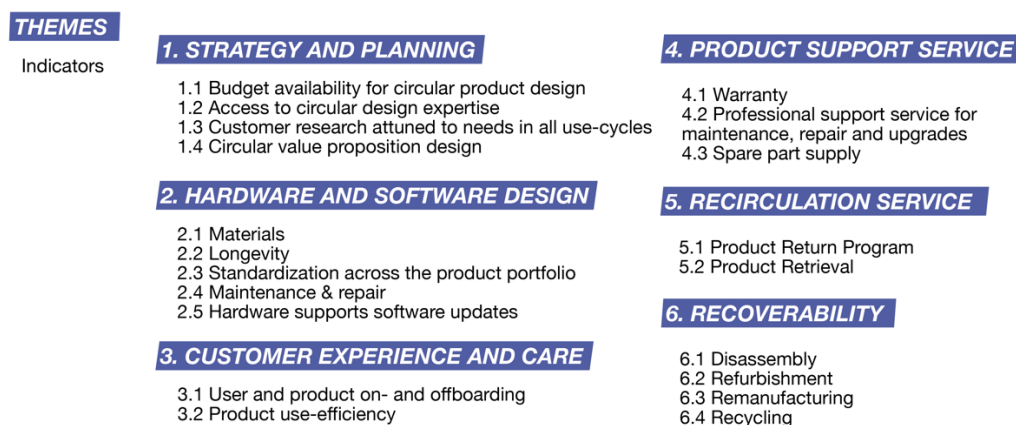 THEMES
Indicators
1. STRATEGY AND PLANNING
1.1 Budget availability for circular product design
1.2 Access to circular design expertise
1.3 Customer research attuned to needs in all use-cycles
1.4 Circular value proposition design
2. HARDWARE AND SOFTWARE DESIGN
2.1 Materials
2.2 Longevity
2.3 Standardization across the product portfolio
2.4 Maintenance & repair
2.5 Hardware supports software updates
3. CUSTOMER EXPERIENCE AND CARE
3.1 User and product on- and offboarding
3.2 Product use-efficiency
4. PRODUCT SUPPORT SERVICE
4.1 Warranty
4.2 Professional support service for
maintenance, repair and upgrades
4.3 Spare part supply
5. RECIRCULATION SERVICE
5.1 Product Return Program
5.2 Product Retrieval
6. RECOVERABILITY
6.1 Disassembly
6.2 Refurbishment
6.3 Remanufacturing
6.4 Recycling